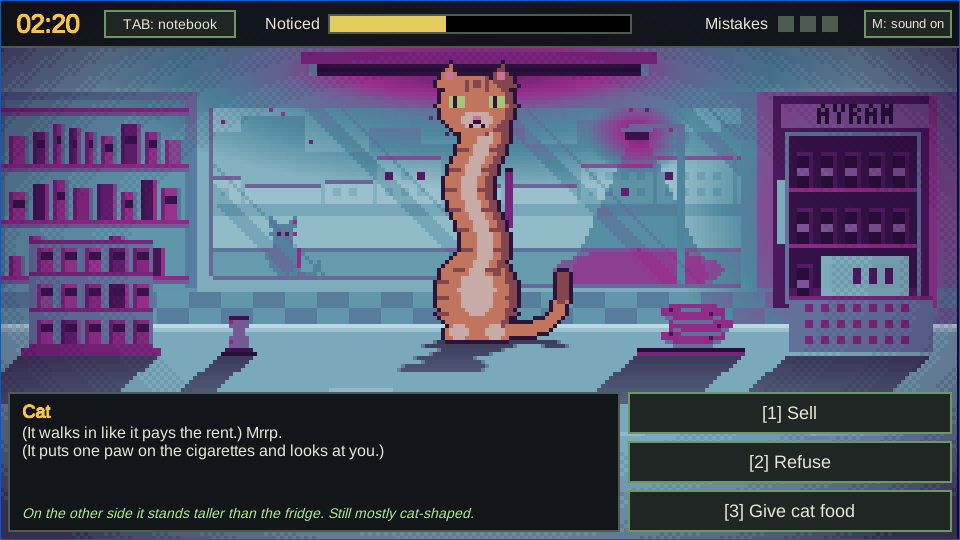 02:20
TAB: notebook
Noticed
Mistakes
M: sound on
AYRAN
Cat
(It walks in like it pays the rent.) Mrrp.
(It puts one paw on the cigarettes and looks at you.)
On the other side it stands taller than the fridge. Still mostly cat-shaped.
[1] Sell
[2] Refuse
[3] Give cat food